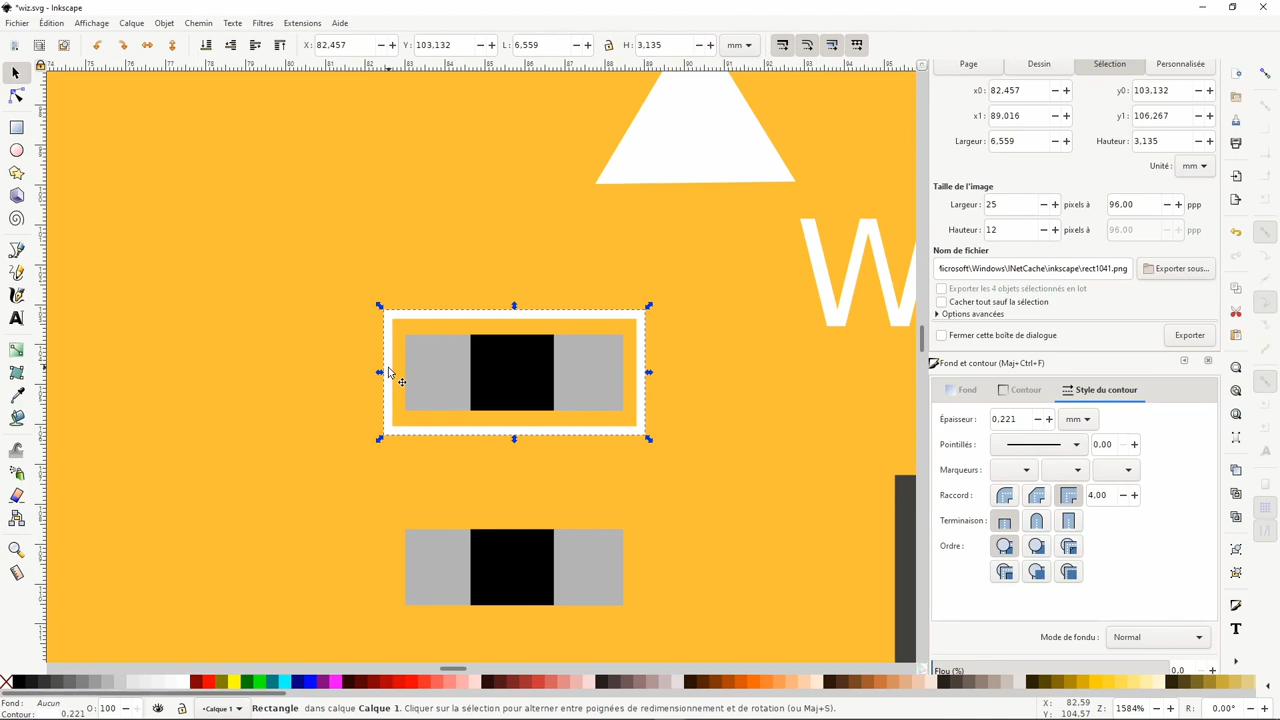 *wiz.svg - Inkscape
Fichier Édition Affichage Calque Objet Chemin Texte Filtres Extensions Aide
X: 82,457 Y: 103,132 L: 6,559 H: 3,135 mm
Page Dessin Sélection Personnalisée
x0: 82,457 y0: 103,132
x1: 89,016 y1: 106,267
Largeur : 6,559 Hauteur : 3,135
Unité : mm
Taille de l'image
Largeur : 25 pixels à 96,00 ppp
Hauteur : 12 pixels à 96,00 ppp
Nom de fichier
Microsoft\Windows\INetCache\inkscape\rect1041.png Exporter sous...
Exporter les 4 objets sélectionnés en lot
Cacher tout sauf la sélection
Options avancées
Fermer cette boîte de dialogue Exporter
Fond et contour (Maj+Ctrl+F)
Fond Contour Style du contour
Épaisseur : 0,221 mm
Pointillés : 0.00
Marqueurs :
Raccord : 4,00
Terminaison :
Ordre :
Mode de fondu : Normal
Flou (%) 0,0
W
Fond : Aucun
Contour : 0,221
O: 100
Calque 1
Rectangle dans calque Calque 1. Cliquer sur la sélection pour alterner entre poignées de redimensionnement et de rotation (ou Maj+S).
X: 82.59
Y: 104.57
Z: 1584%
R: 0.00°